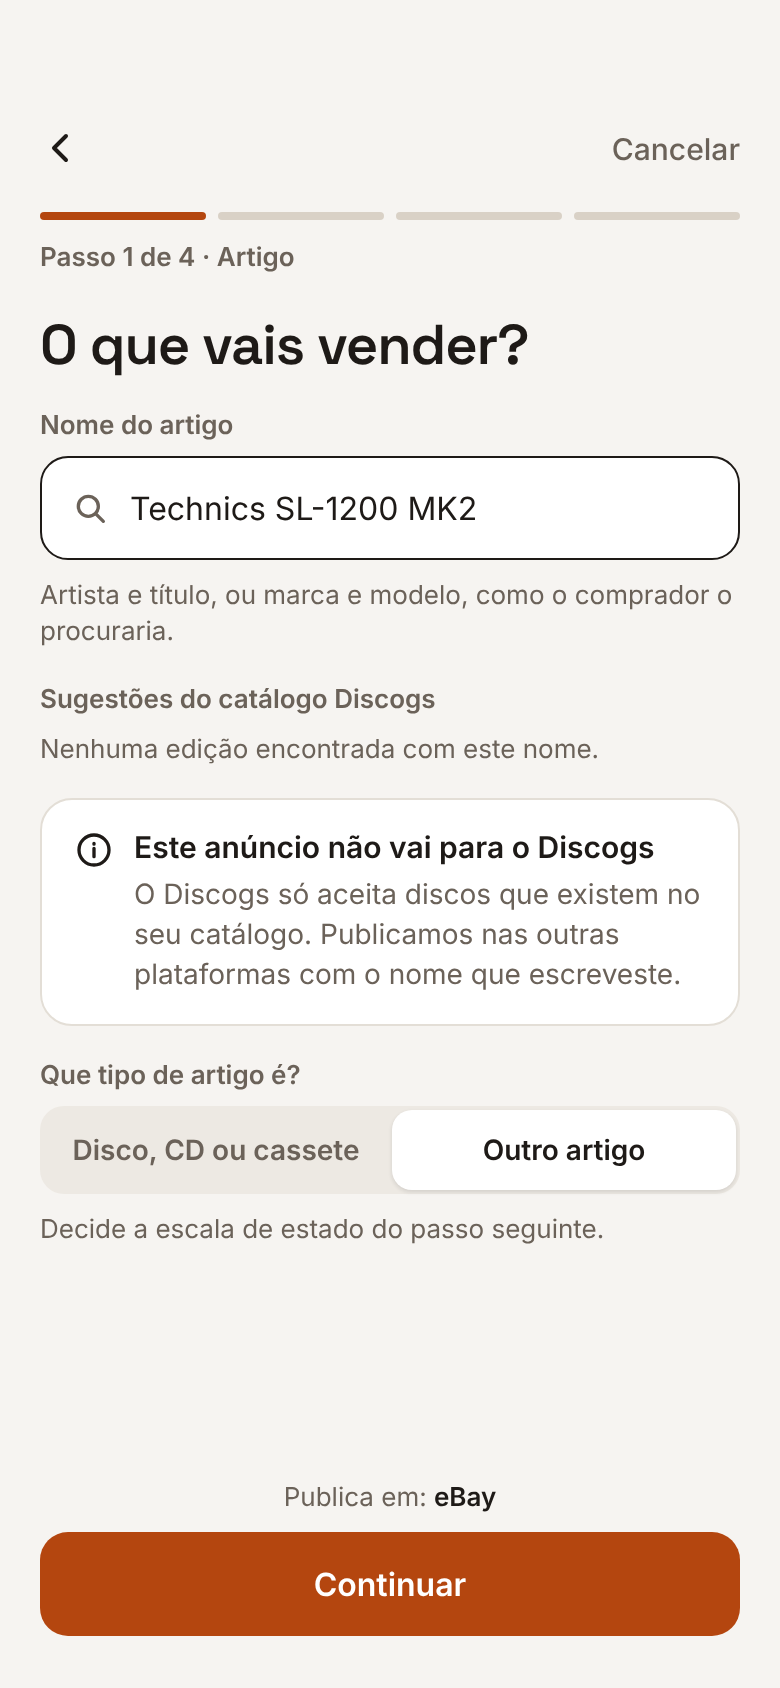 Cancelar
Passo 1 de 4 · Artigo
O que vais vender?
Nome do artigo
Technics SL-1200 MK2
Artista e título, ou marca e modelo, como o comprador o
procuraria.
Sugestões do catálogo Discogs
Nenhuma edição encontrada com este nome.
Este anúncio não vai para o Discogs
O Discogs só aceita discos que existem no
seu catálogo. Publicamos nas outras
plataformas com o nome que escreveste.
Que tipo de artigo é?
Disco, CD ou cassete
Outro artigo
Decide a escala de estado do passo seguinte.
Publica em: eBay
Continuar